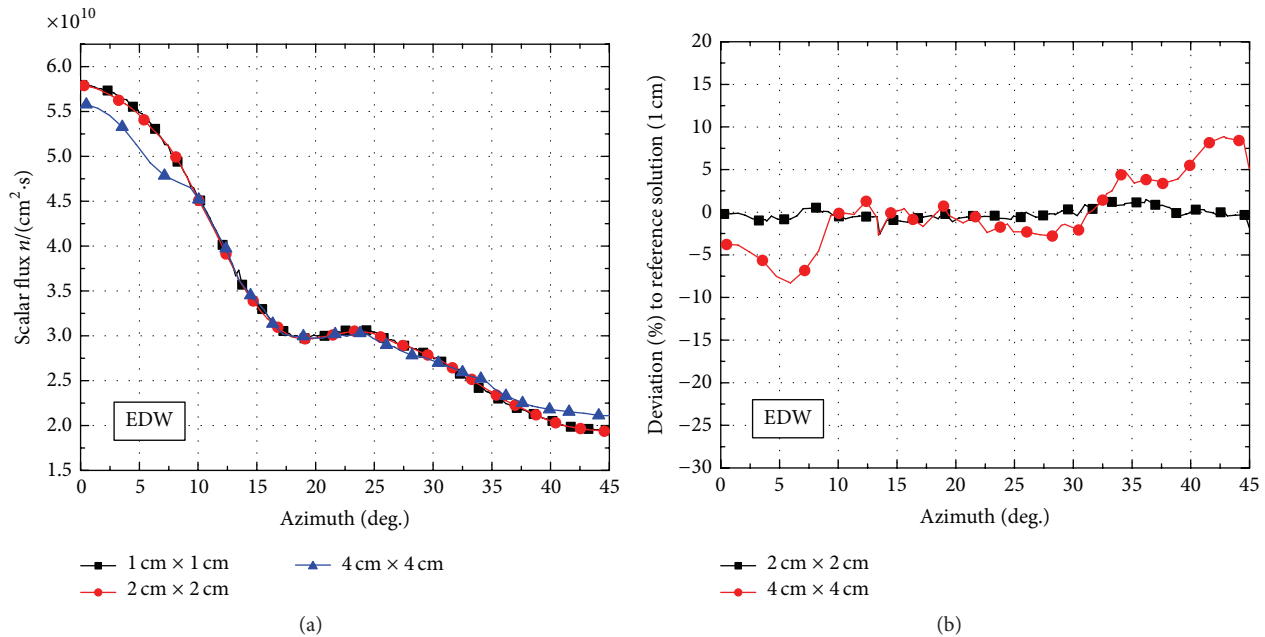 ×10¹⁰
6.0
5.5
5.0
4.5
4.0
3.5
3.0
2.5
2.0
1.5
Scalar flux n/(cm²·s)
EDW
0 5 10 15 20 25 30 35 40 45
Azimuth (deg.)
1 cm × 1 cm
2 cm × 2 cm
4 cm × 4 cm
(a)
20
15
10
5
0
−5
−10
−15
−20
−25
−30
Deviation (%) to reference solution (1 cm)
EDW
0 5 10 15 20 25 30 35 40 45
Azimuth (deg.)
2 cm × 2 cm
4 cm × 4 cm
(b)